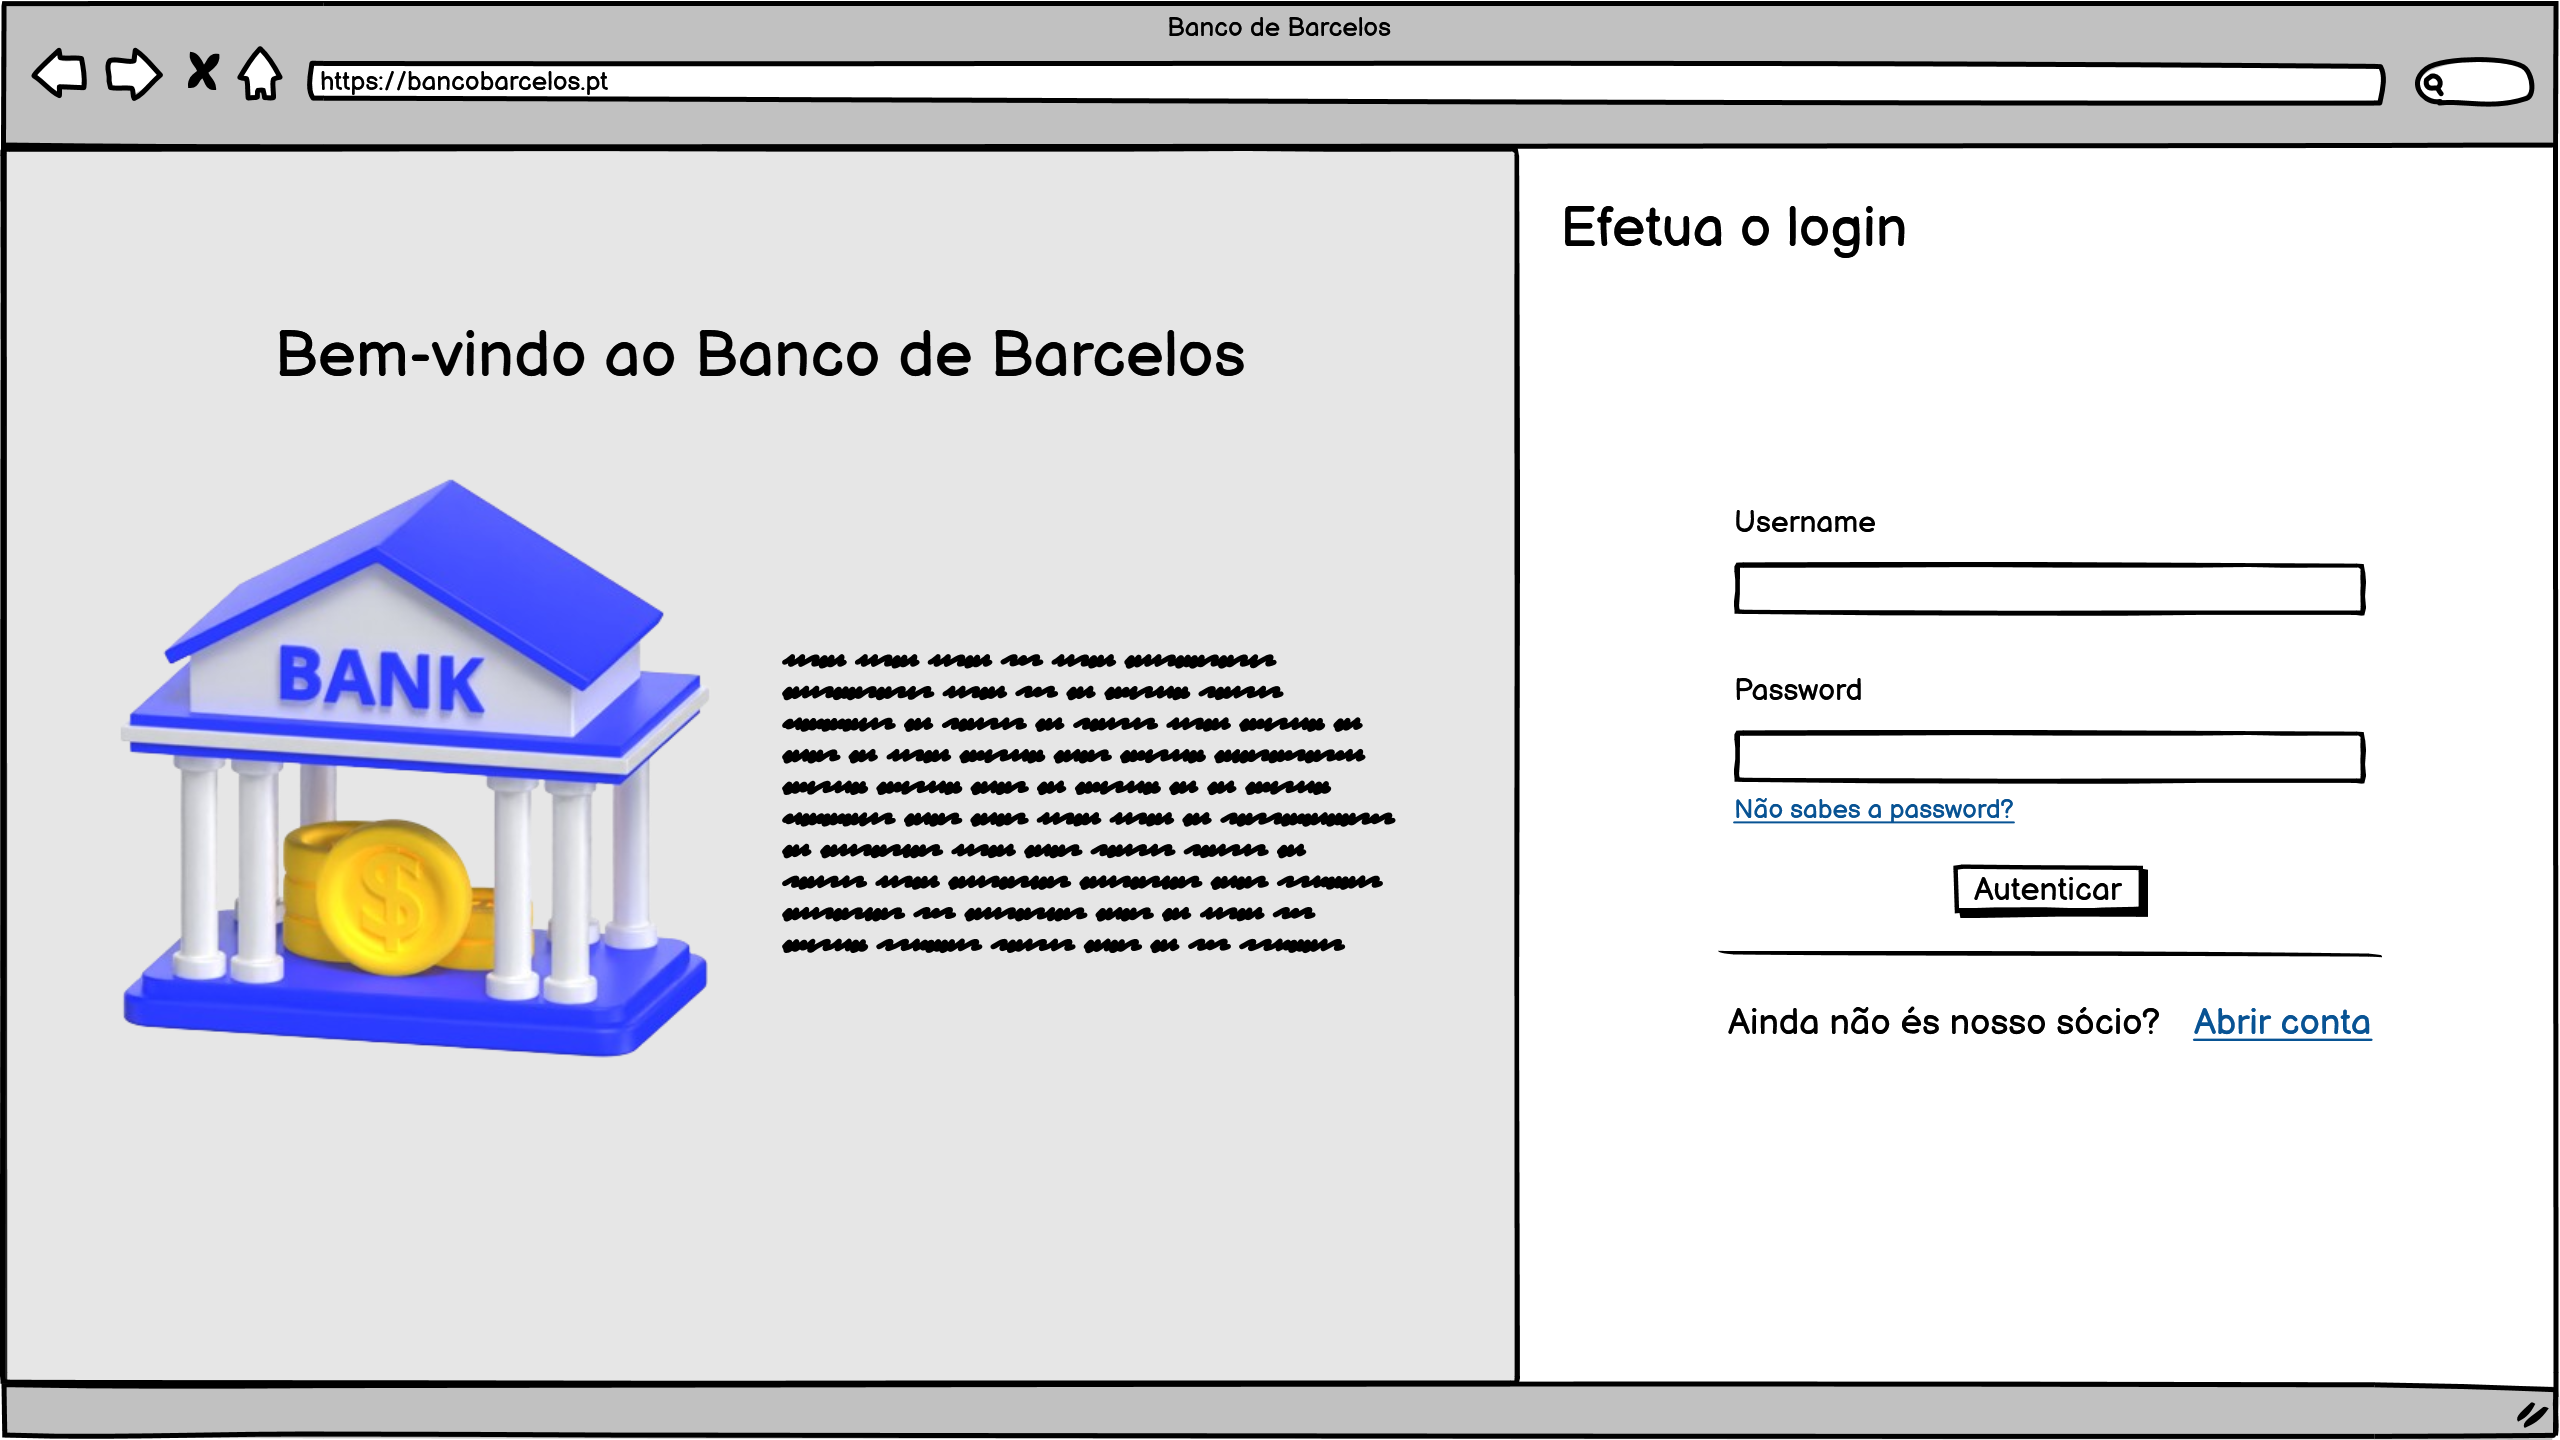 Banco de Barcelos
https://bancobarcelos.pt
Bem-vindo ao Banco de Barcelos
BANK
$
Efetua o login
Username
Password
Não sabes a password?
Autenticar
Ainda não és nosso sócio? Abrir conta